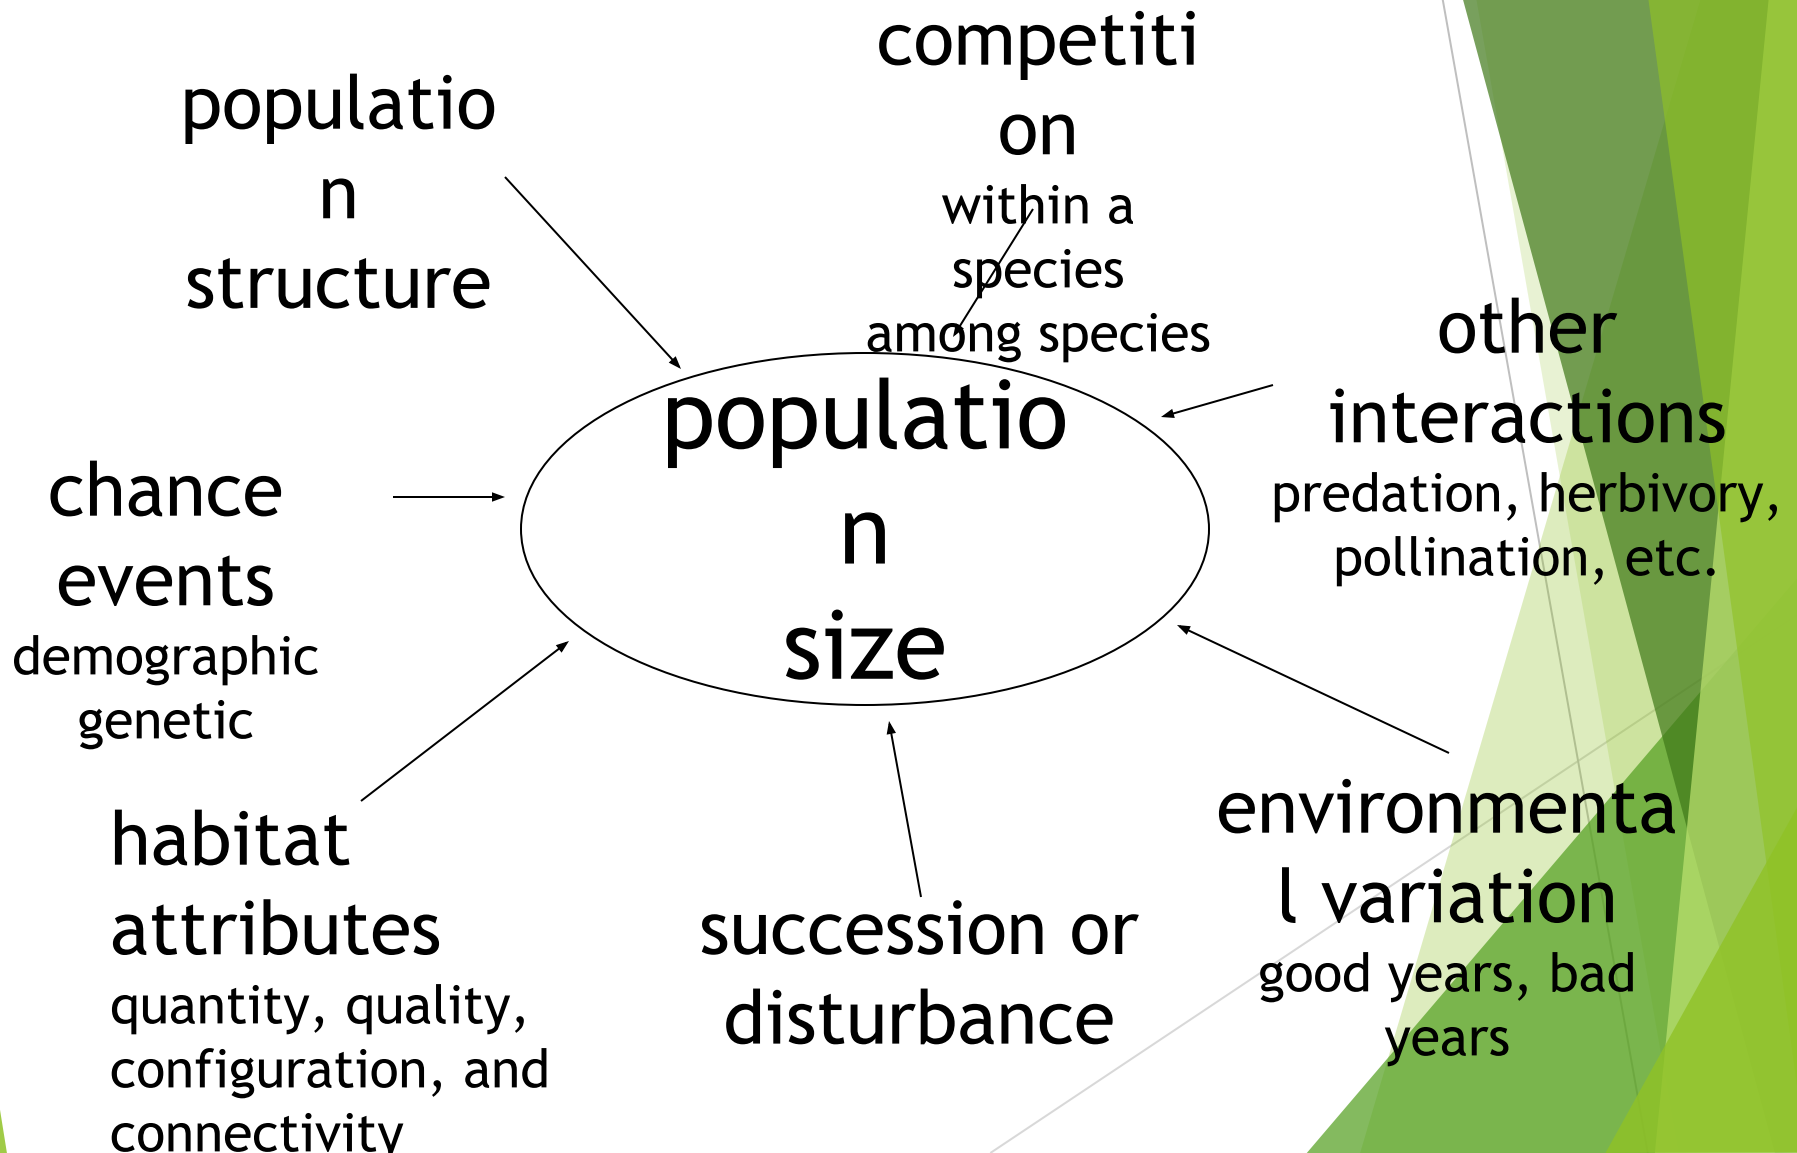 populatio
n
structure
competiti
on
within a
species
among species
other
interactions
predation, herbivory,
pollination, etc.
populatio
n
size
chance
events
demographic
genetic
habitat
attributes
quantity, quality,
configuration, and
connectivity
succession or
disturbance
environmenta
l variation
good years, bad
years